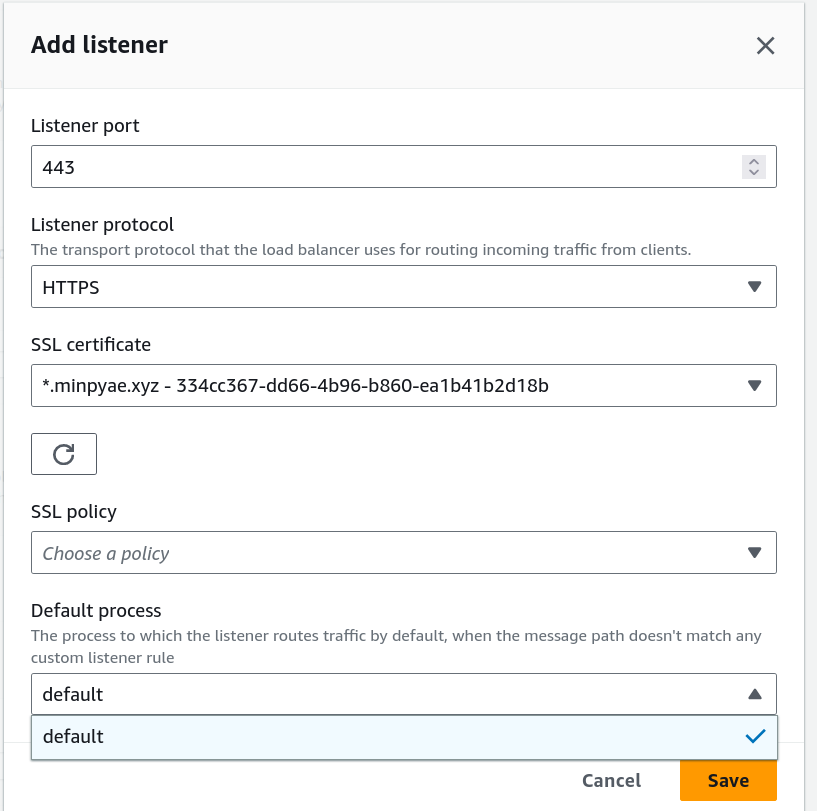 Add listener
Listener port
443
Listener protocol
The transport protocol that the load balancer uses for routing incoming traffic from clients.
HTTPS
SSL certificate
*.minpyae.xyz - 334cc367-dd66-4b96-b860-ea1b41b2d18b
SSL policy
Choose a policy
Default process
The process to which the listener routes traffic by default, when the message path doesn't match any
custom listener rule
default
default
Cancel
Save